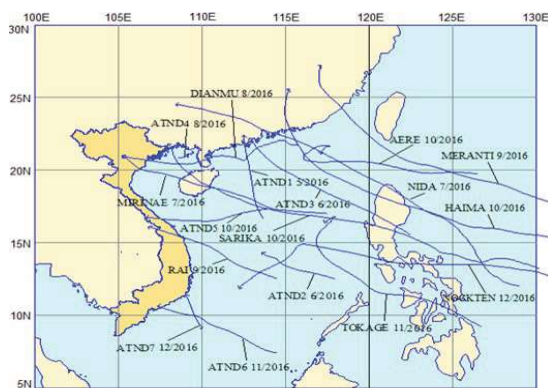 100E 105E 110E 115E 120E 125E 130E
30N
DIANMU 8/2016
25N
ATND4 8/2016
AERE 10/2016
MERANTI 9/2016
20N
ATND1 5/2016
NIDA 7/2016
MIRINAE 7/2016
ATND3 6/2016
HAIMA 10/2016
ATND5 10/2016
SARIKA 10/2016
15N
RAI 9/2016
ATND2 6/2016
NOCKTEN 12/2016
10N
TOKAGE 11/2016
ATND7 12/2016
ATND6 11/2016
5N